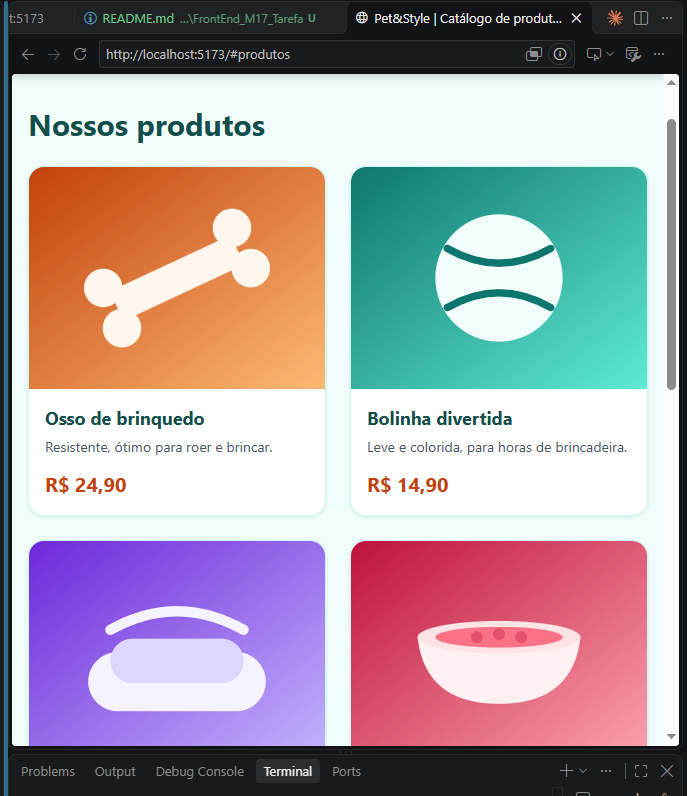 t:5173
README.md ...\FrontEnd_M17_Tarefa U
Pet&Style | Catálogo de produt...
http://localhost:5173/#produtos
Nossos produtos
Osso de brinquedo
Resistente, ótimo para roer e brincar.
R$ 24,90
Bolinha divertida
Leve e colorida, para horas de brincadeira.
R$ 14,90
Problems Output Debug Console Terminal Ports